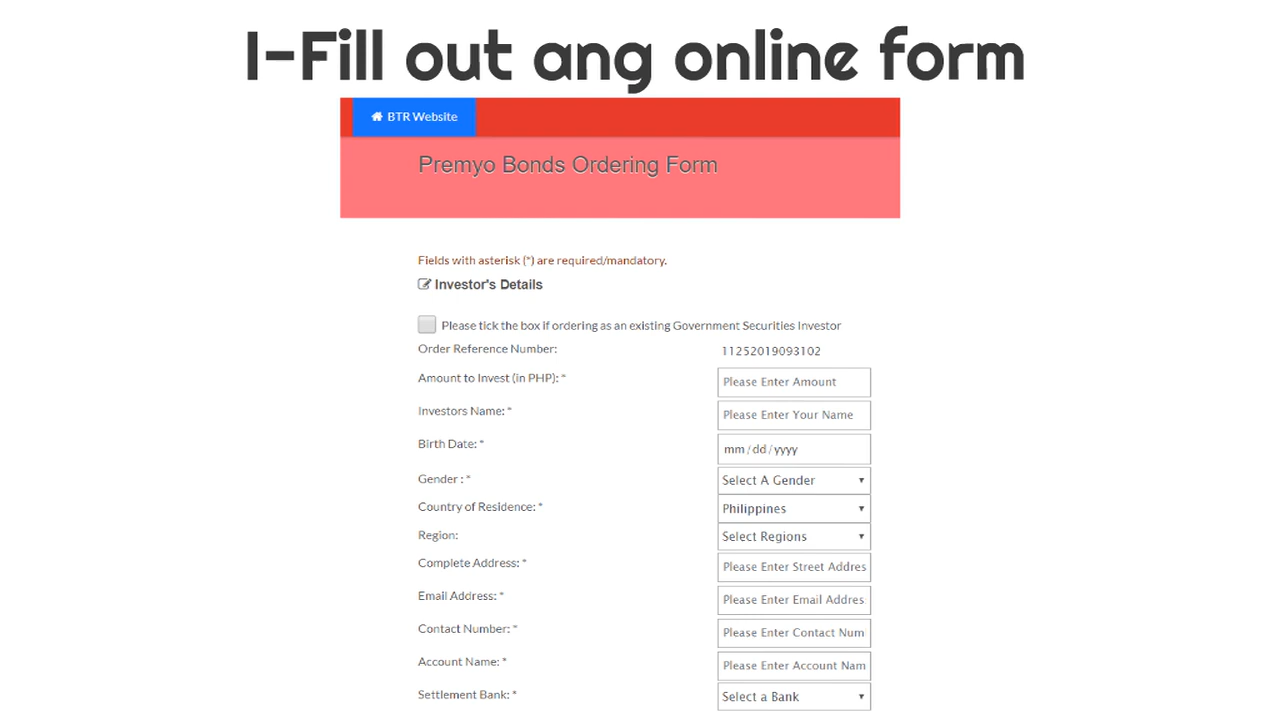 I-Fill out ang online form
BTR Website
Premyo Bonds Ordering Form
Fields with asterisk (*) are required/mandatory.
Investor's Details
Please tick the box if ordering as an existing Government Securities Investor
Order Reference Number: 11252019093102
Amount to Invest (in PHP): * Please Enter Amount
Investors Name: * Please Enter Your Name
Birth Date: * mm/dd/yyyy
Gender : * Select A Gender
Country of Residence: * Philippines
Region: Select Regions
Complete Address: * Please Enter Street Addres
Email Address: * Please Enter Email Addres
Contact Number: * Please Enter Contact Num
Account Name: * Please Enter Account Nam
Settlement Bank: * Select a Bank